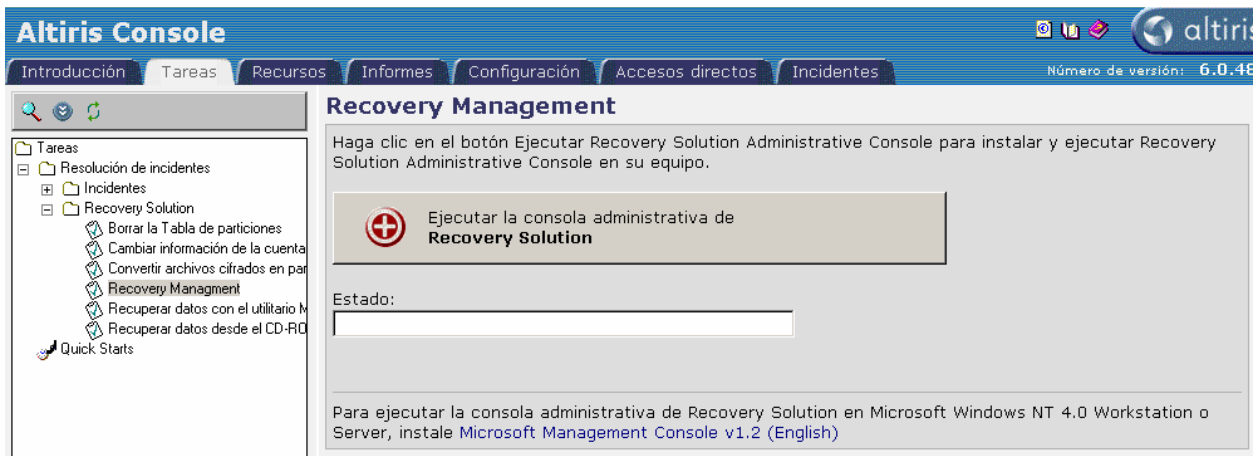 Altiris Console
altiris
Introducción Tareas Recursos Informes Configuración Accesos directos Incidentes
Número de versión: 6.0.48
Tareas
Resolución de incidentes
Incidentes
Recovery Solution
Borrar la Tabla de particiones
Cambiar información de la cuenta
Convertir archivos cifrados en par
Recovery Managment
Recuperar datos con el utilitario M
Recuperar datos desde el CD-RO
Quick Starts
Recovery Management
Haga clic en el botón Ejecutar Recovery Solution Administrative Console para instalar y ejecutar Recovery
Solution Administrative Console en su equipo.
Ejecutar la consola administrativa de
Recovery Solution
Estado:
Para ejecutar la consola administrativa de Recovery Solution en Microsoft Windows NT 4.0 Workstation o
Server, instale Microsoft Management Console v1.2 (English)